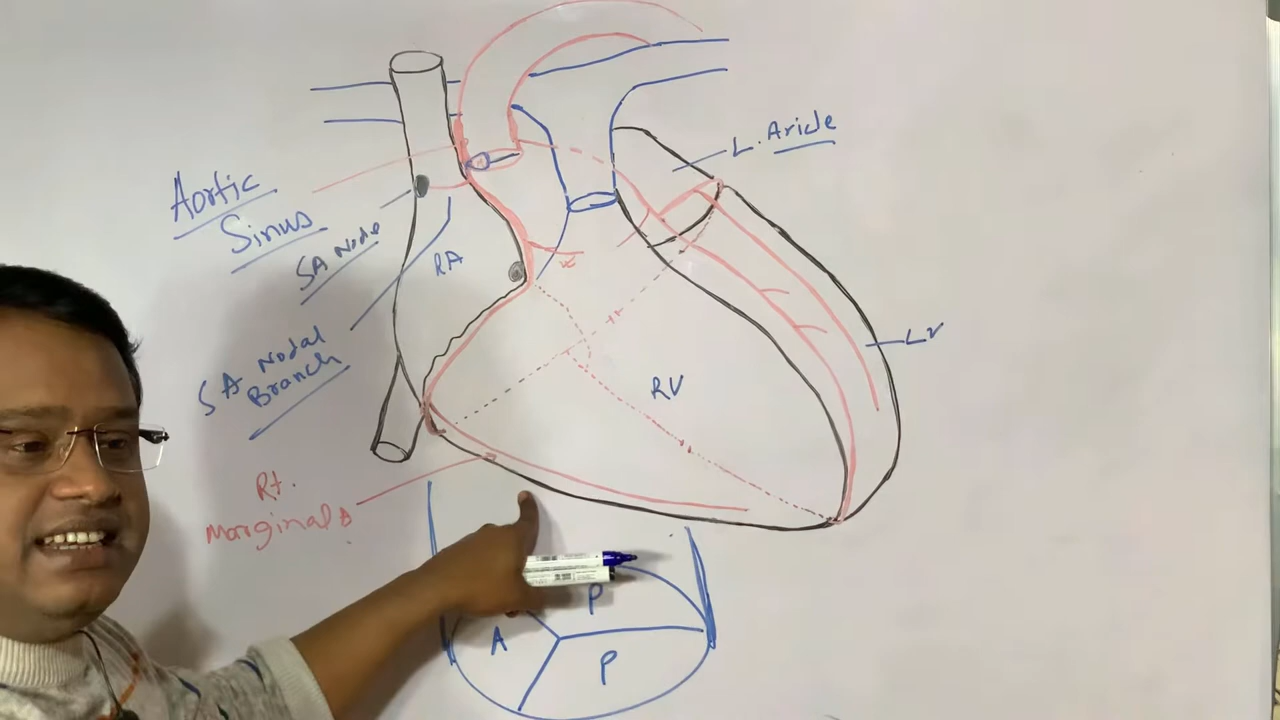 L. Aricle
Aortic
Sinus
SA Node
RA
SA Nodal
Branch
LV
RV
Rt.
Marginal
P
A
P